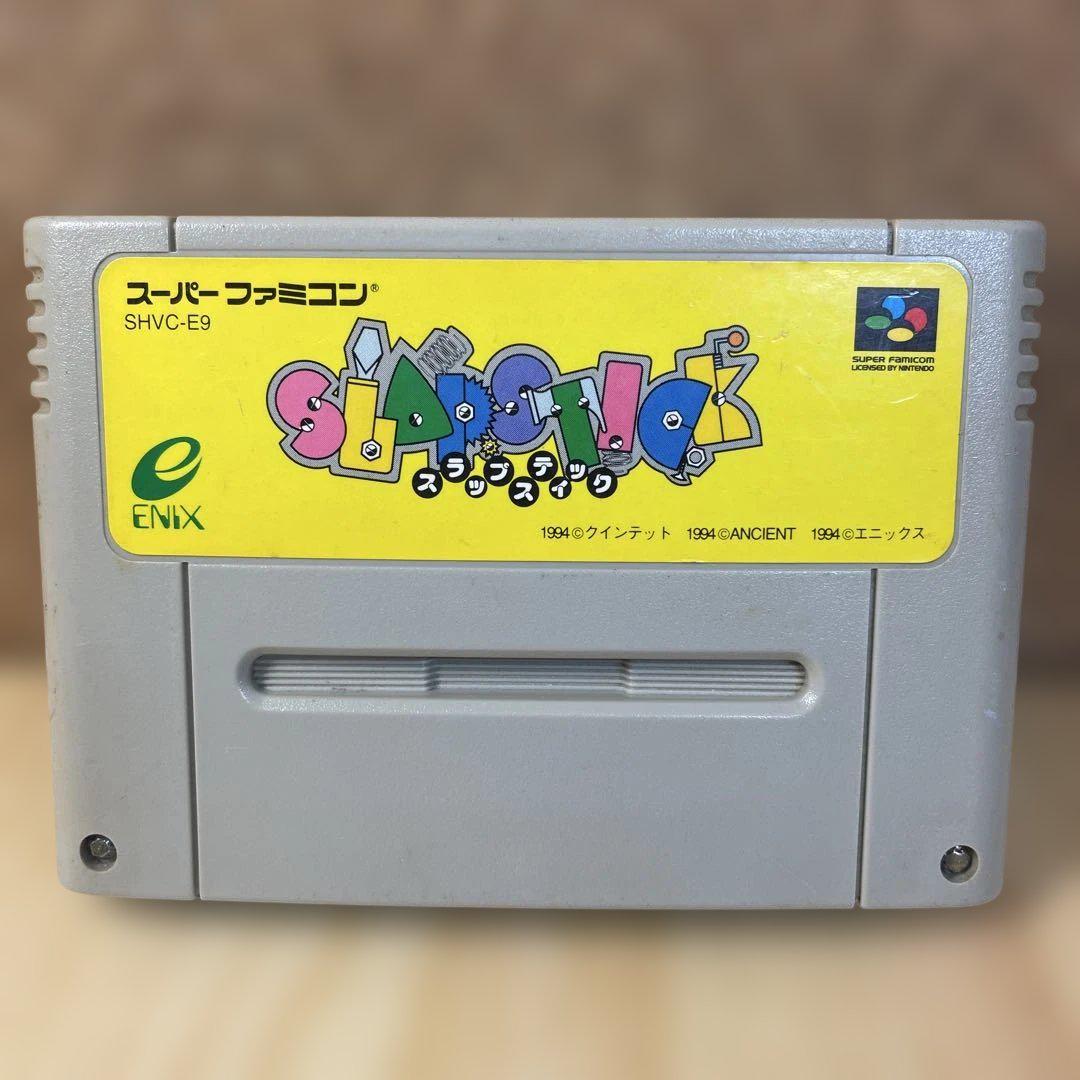 スーパーファミコン®
SHVC-E9
SLAPSTICK
スラップスティック
ENIX
SUPER FAMICOM
LICENSED BY NINTENDO
1994©クインテット 1994©ANCIENT 1994©エニックス